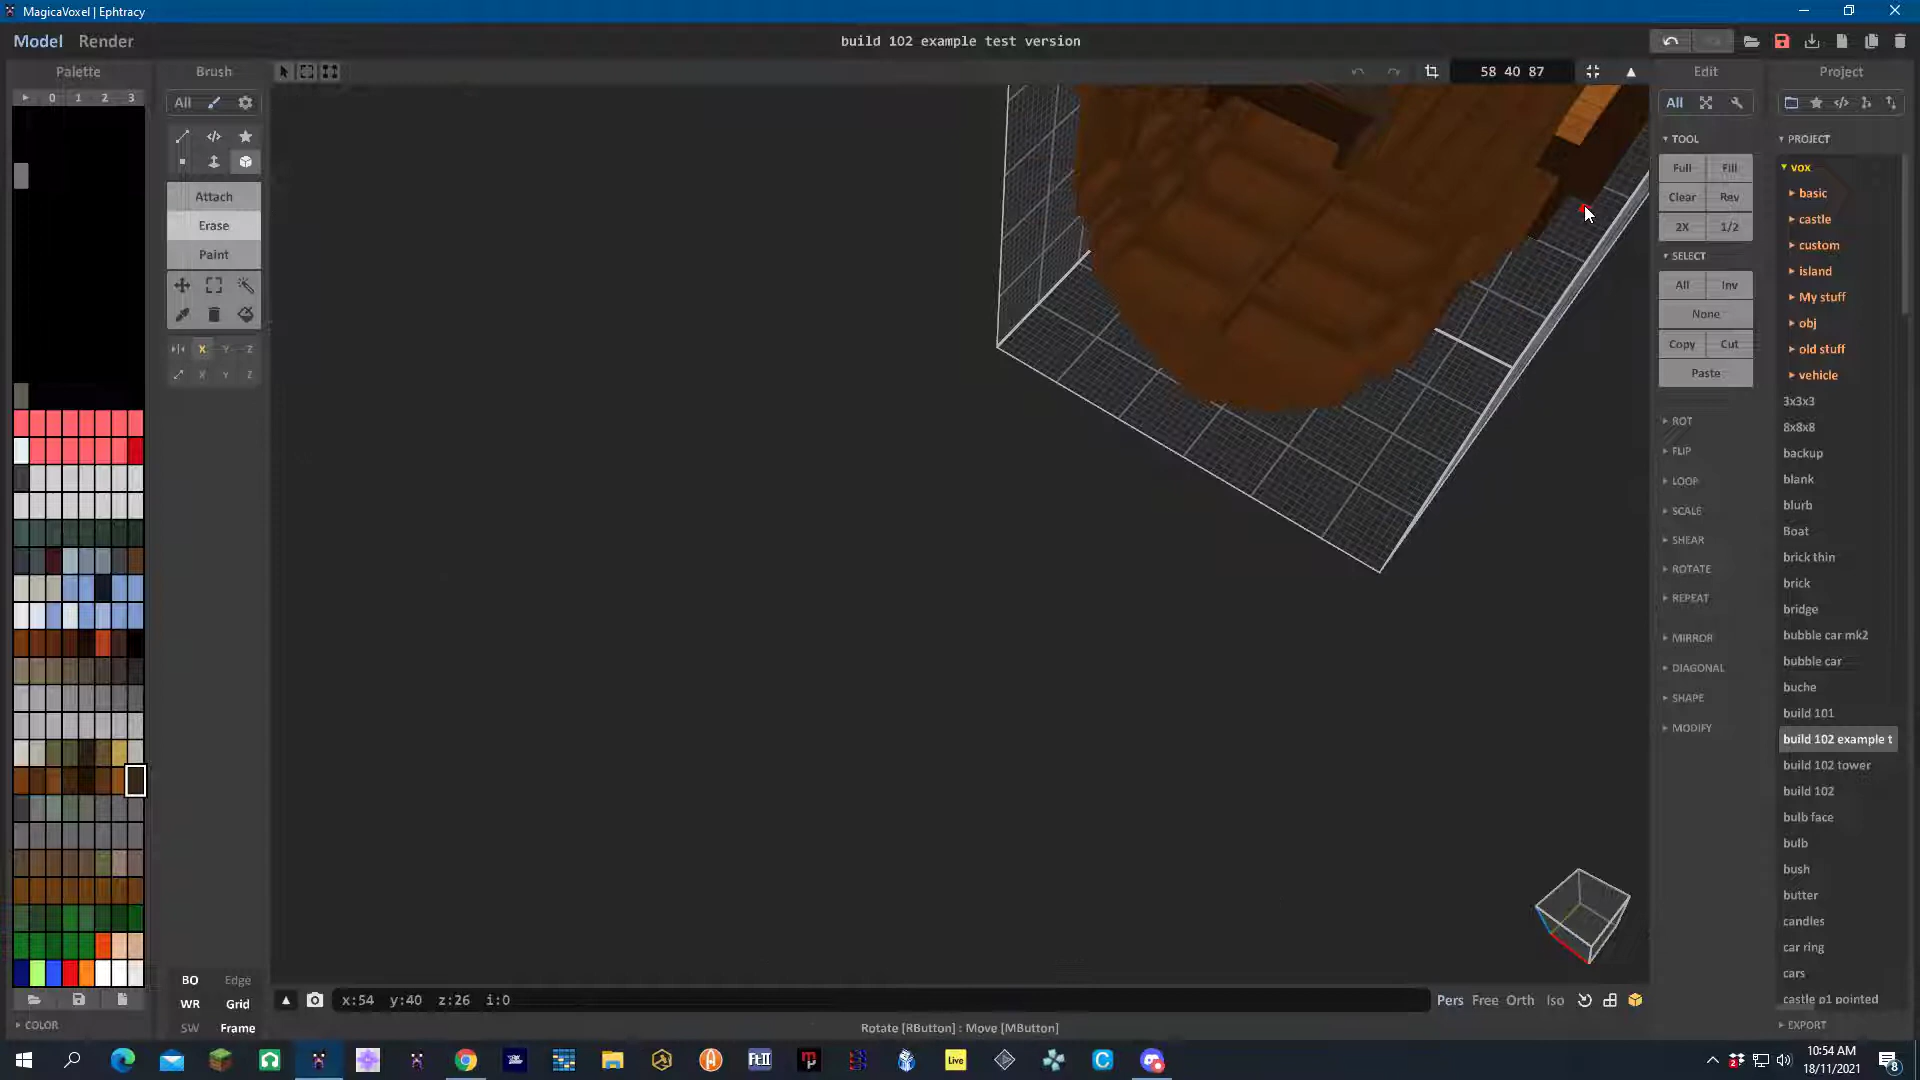 MagicaVoxel | Ephtracy
Model Render
build 102 example test version
Palette
0 1 2 3
Brush
All
Attach
Erase
Paint
X Y Z
X Y Z
BO Edge
WR Grid
SW Frame
COLOR
58 40 87
x:54 y:40 z:26 i:0
Pers Free Orth Iso
Rotate [RButton] : Move [MButton]
Edit
All
TOOL
Full Fill
Clear Rev
2X 1/2
SELECT
All Inv
None
Copy Cut
Paste
ROT
FLIP
LOOP
SCALE
SHEAR
ROTATE
REPEAT
MIRROR
DIAGONAL
SHAPE
MODIFY
Project
PROJECT
vox
basic
castle
custom
island
My stuff
obj
old stuff
vehicle
3x3x3
8x8x8
backup
blank
blurb
Boat
brick thin
brick
bridge
bubble car mk2
bubble car
buche
build 101
build 102 example t
build 102 tower
build 102
bulb face
bulb
bush
butter
candles
car ring
cars
castle p1 pointed
EXPORT
Live
10:54 AM
18/11/2021
8